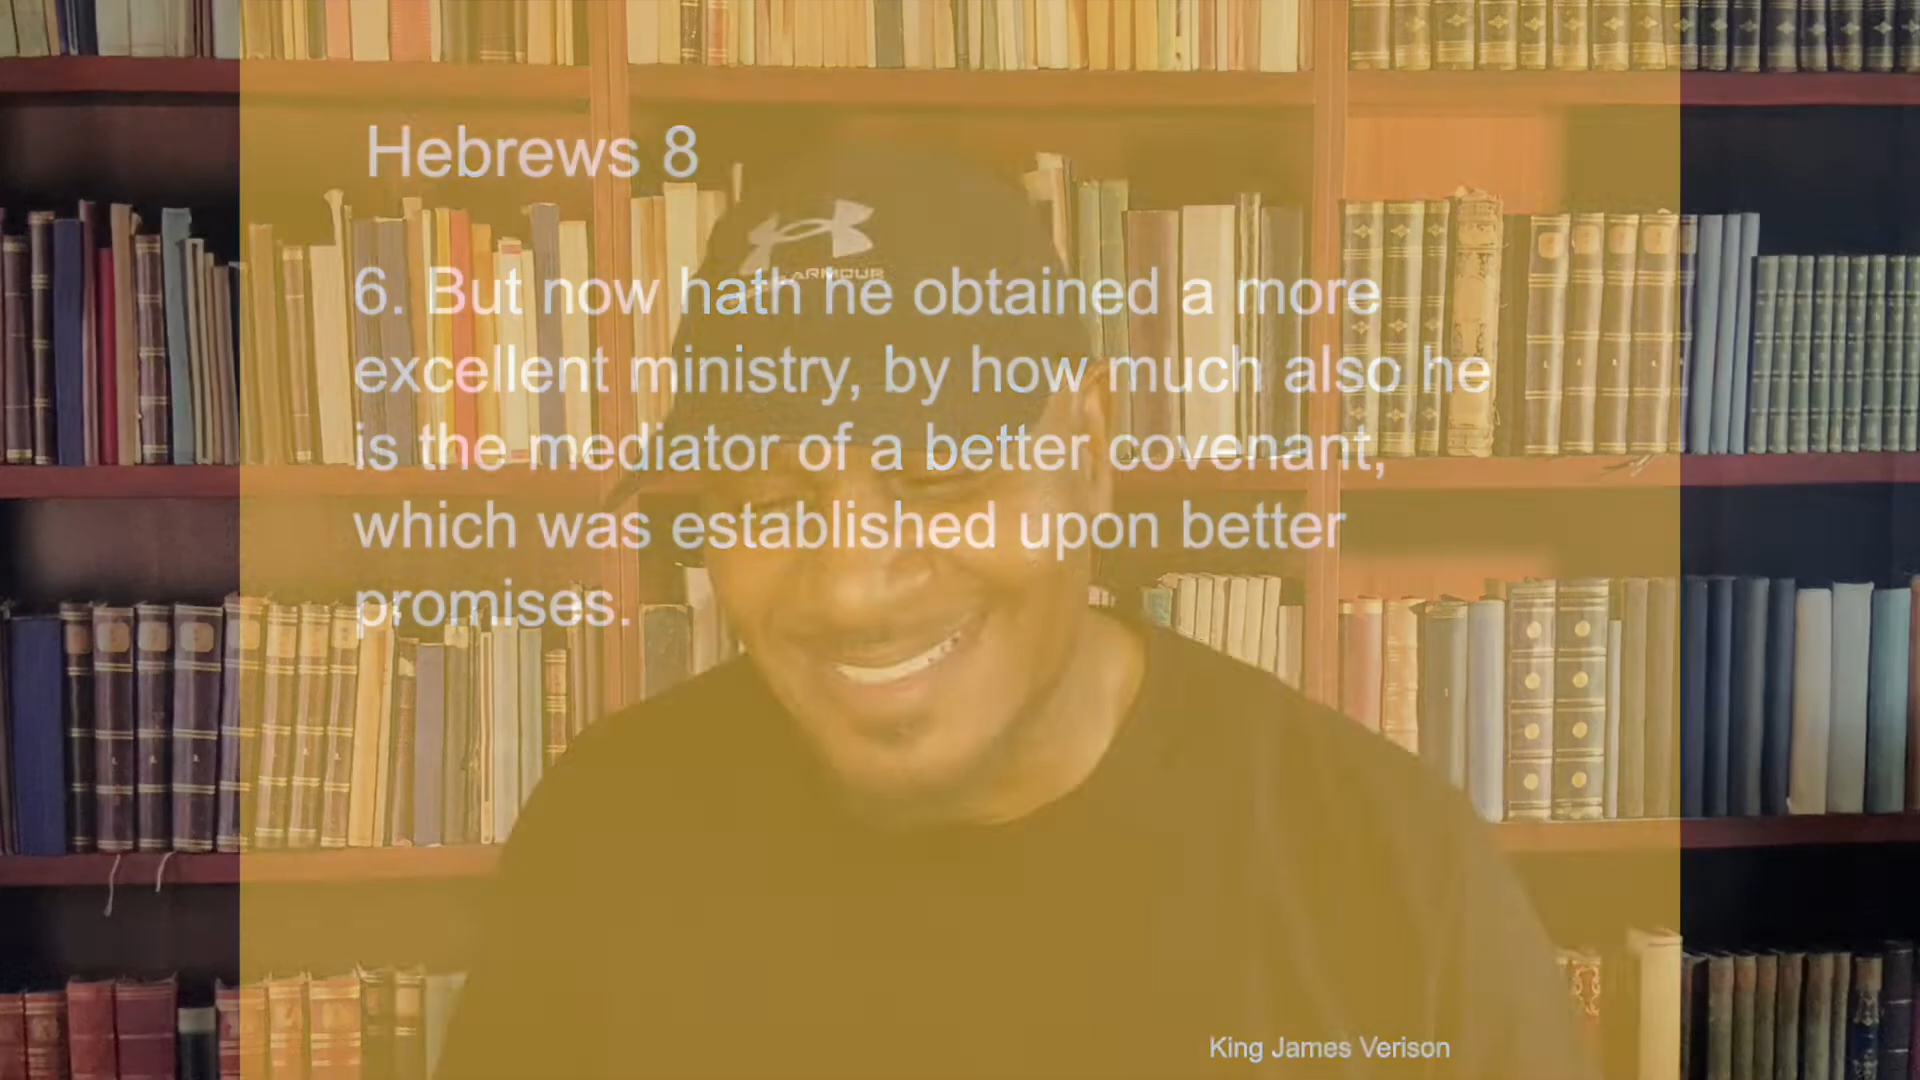 Hebrews 8
ARMOUR
6. But now hath he obtained a more
excellent ministry, by how much also he
is the mediator of a better covenant,
which was established upon better
promises.
King James Verison